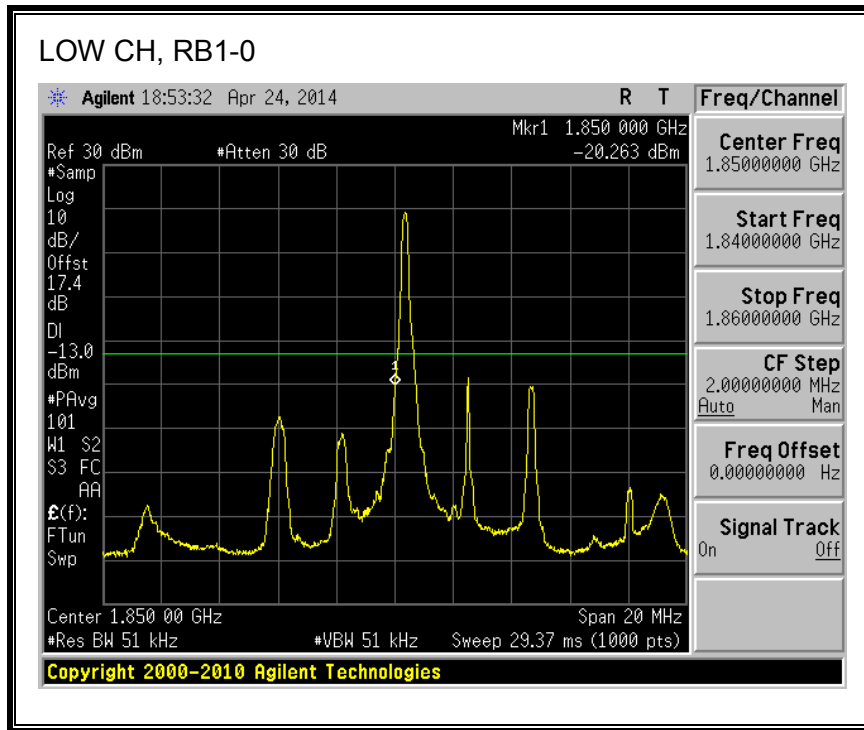 LOW CH, RB1-0
Agilent 18:53:32 Apr 24, 2014 R T
Mkr1 1.850 000 GHz
Ref 30 dBm #Atten 30 dB -20.263 dBm
#Samp
Log
10
dB/
Offst
17.4
dB
DI
-13.0
dBm
#PAvg
101
W1 S2
S3 FC
AA
£(f):
FTun
Swp
1
Center 1.850 00 GHz Span 20 MHz
#Res BW 51 kHz #VBW 51 kHz Sweep 29.37 ms (1000 pts)
Copyright 2000-2010 Agilent Technologies
Freq/Channel
Center Freq
1.85000000 GHz
Start Freq
1.84000000 GHz
Stop Freq
1.86000000 GHz
CF Step
2.00000000 MHz
Auto Man
Freq Offset
0.00000000 Hz
Signal Track
On Off